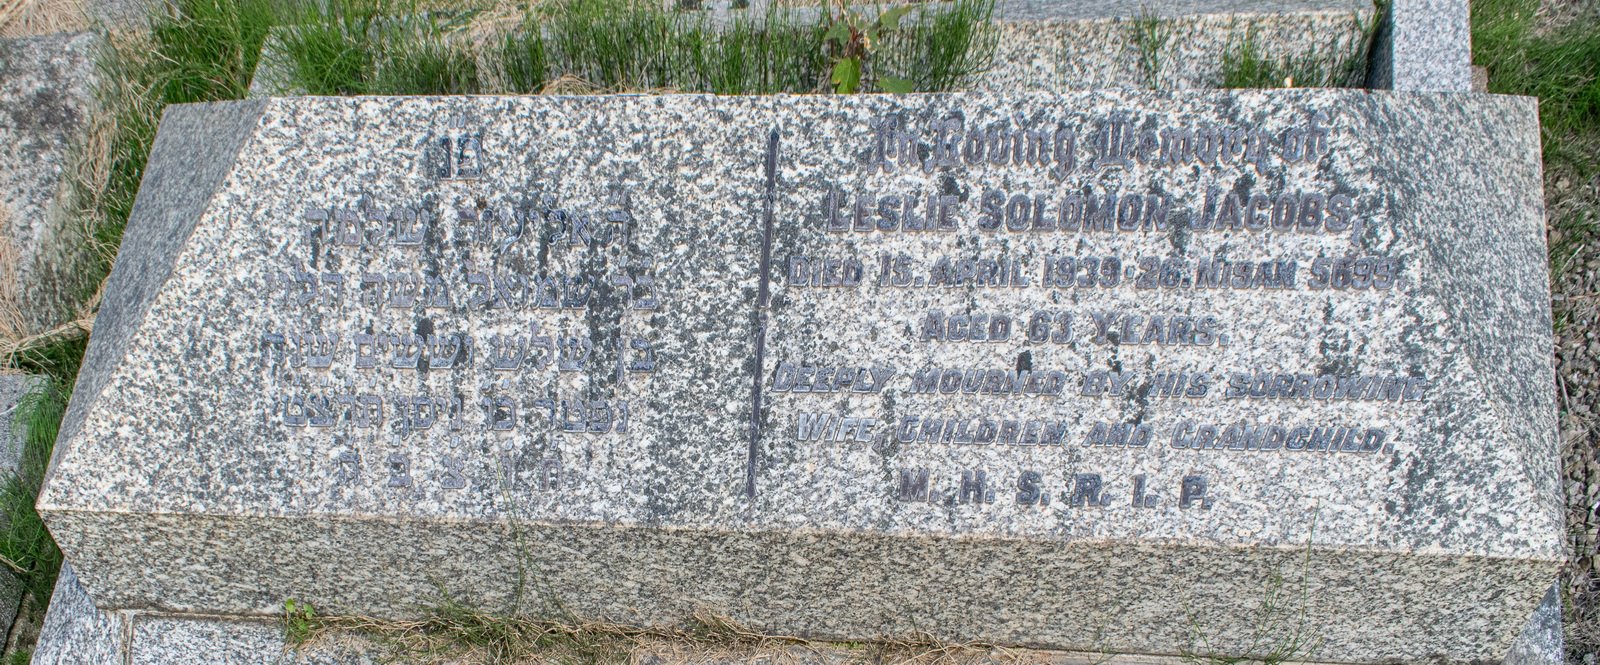 פ״נ
ר׳ אליעזר שלמה
ב״ר שמואל משה הלוי
בן שלש וששים שנה
נפטר כו ניסן תרצט
ת נ צ ב ה
In Loving Memory of
LESLIE SOLOMON JACOBS,
DIED 15. APRIL 1939·26. NISAN 5699.
AGED 63 YEARS.
DEEPLY MOURNED BY HIS SORROWING
WIFE, CHILDREN AND GRANDCHILD.
M. H. S. R. I. P.